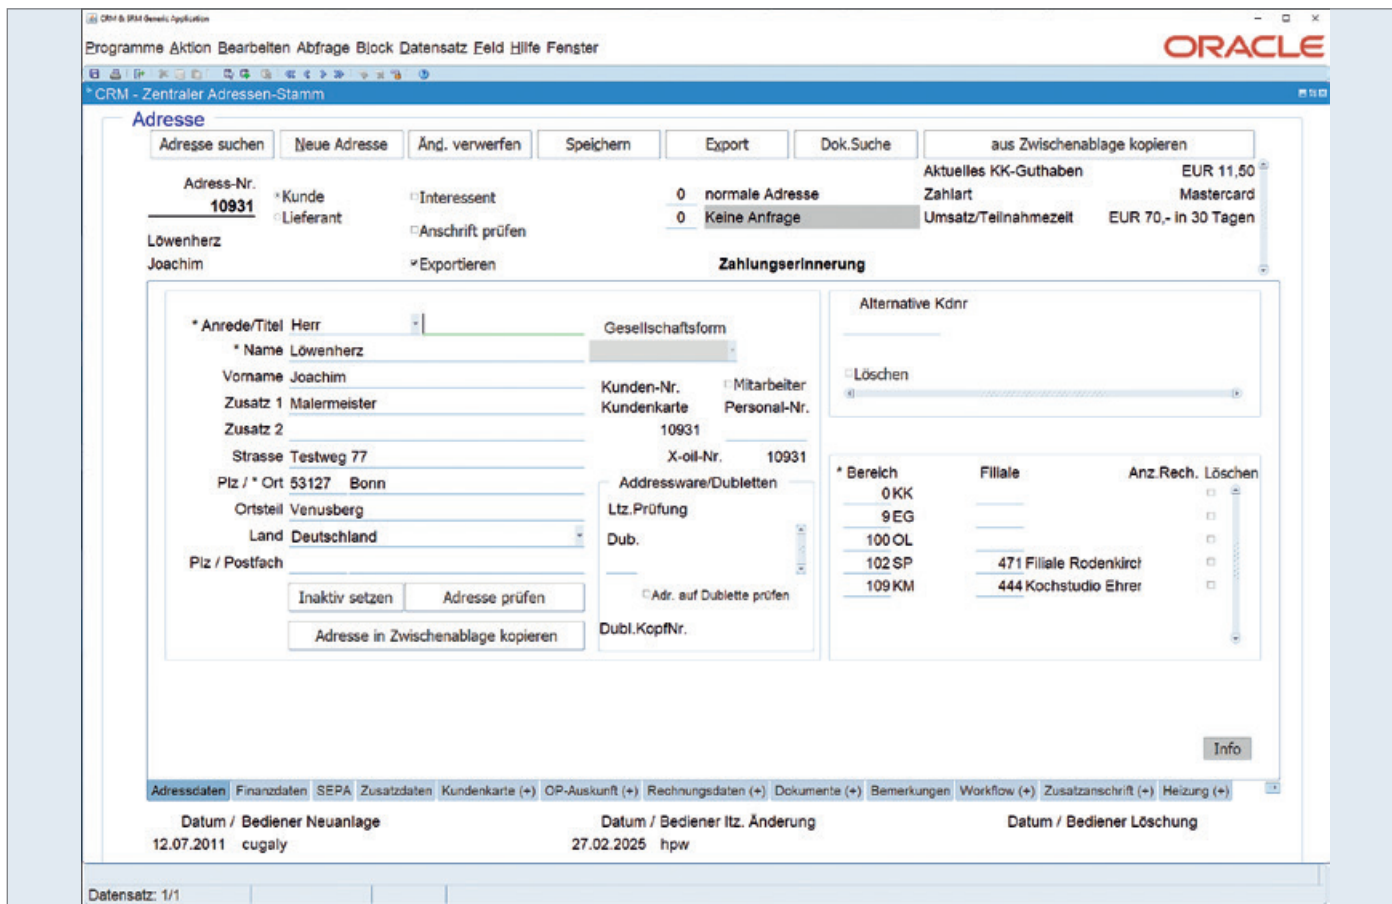 CRM & SRM Generic Application
Programme Aktion Bearbeiten Abfrage Block Datensatz Feld Hilfe Fenster
ORACLE
CRM - Zentraler Adressen-Stamm
Adresse
Adresse suchen Neue Adresse Änd. verwerfen Speichern Export Dok.Suche aus Zwischenablage kopieren
Aktuelles KK-Guthaben EUR 11,50
Adress-Nr. Kunde Interessent 0 normale Adresse Zahlart Mastercard
10931 Lieferant 0 Keine Anfrage Umsatz/Teilnahmezeit EUR 70,- in 30 Tagen
Anschrift prüfen
Löwenherz
Joachim Exportieren Zahlungserinnerung
* Anrede/Titel Herr
* Name Löwenherz
Vorname Joachim
Zusatz 1 Malermeister
Zusatz 2
Strasse Testweg 77
Plz / * Ort 53127 Bonn
Ortsteil Venusberg
Land Deutschland
Plz / Postfach
Inaktiv setzen Adresse prüfen
Adresse in Zwischenablage kopieren
Gesellschaftsform
Kunden-Nr. Mitarbeiter
Kundenkarte Personal-Nr.
10931
X-oil-Nr. 10931
Addressware/Dubletten
Ltz.Prüfung
Dub.
Adr. auf Dublette prüfen
Dubl.KopfNr.
Alternative Kdnr
Löschen
* Bereich Filiale Anz.Rech. Löschen
0 KK
9 EG
100 OL
102 SP 471 Filiale Rodenkirch
109 KM 444 Kochstudio Ehrer
Info
Adressdaten Finanzdaten SEPA Zusatzdaten Kundenkarte (+) OP-Auskunft (+) Rechnungsdaten (+) Dokumente (+) Bemerkungen Workflow (+) Zusatzanschrift (+) Heizung (+)
Datum / Bediener Neuanlage Datum / Bediener ltz. Änderung Datum / Bediener Löschung
12.07.2011 cugaly 27.02.2025 hpw
Datensatz: 1/1